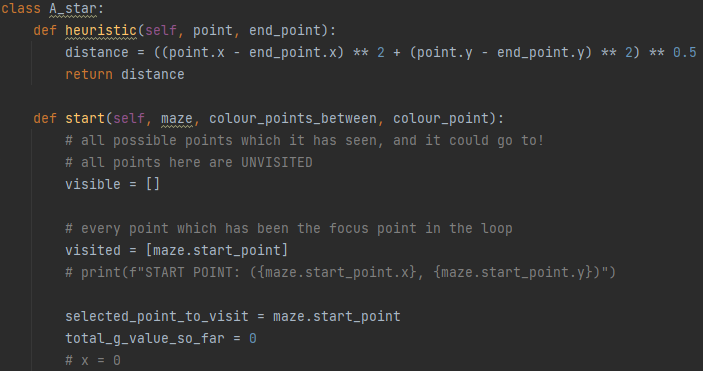 class A_star:
    def heuristic(self, point, end_point):
        distance = ((point.x - end_point.x) ** 2 + (point.y - end_point.y) ** 2) ** 0.5
        return distance

    def start(self, maze, colour_points_between, colour_point):
        # all possible points which it has seen, and it could go to!
        # all points here are UNVISITED
        visible = []

        # every point which has been the focus point in the loop
        visited = [maze.start_point]
        # print(f"START POINT: ({maze.start_point.x}, {maze.start_point.y})")

        selected_point_to_visit = maze.start_point
        total_g_value_so_far = 0
        # x = 0